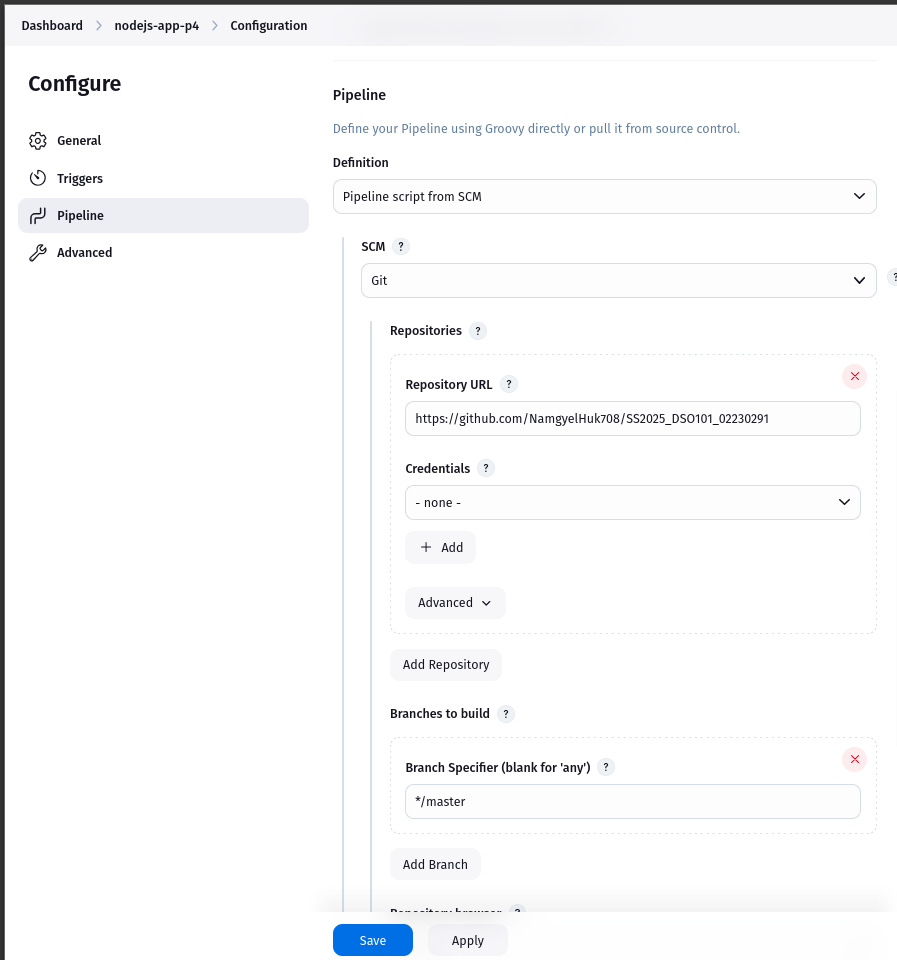 Dashboard > nodejs-app-p4 > Configuration
Configure
General
Triggers
Pipeline
Advanced
Pipeline
Define your Pipeline using Groovy directly or pull it from source control.
Definition
Pipeline script from SCM
SCM ?
Git
?
Repositories ?
Repository URL ?
https://github.com/NamgyelHuk708/SS2025_DSO101_02230291
Credentials ?
- none -
+ Add
Advanced
Add Repository
Branches to build ?
Branch Specifier (blank for 'any') ?
*/master
Add Branch
Repository browser ?
Save Apply